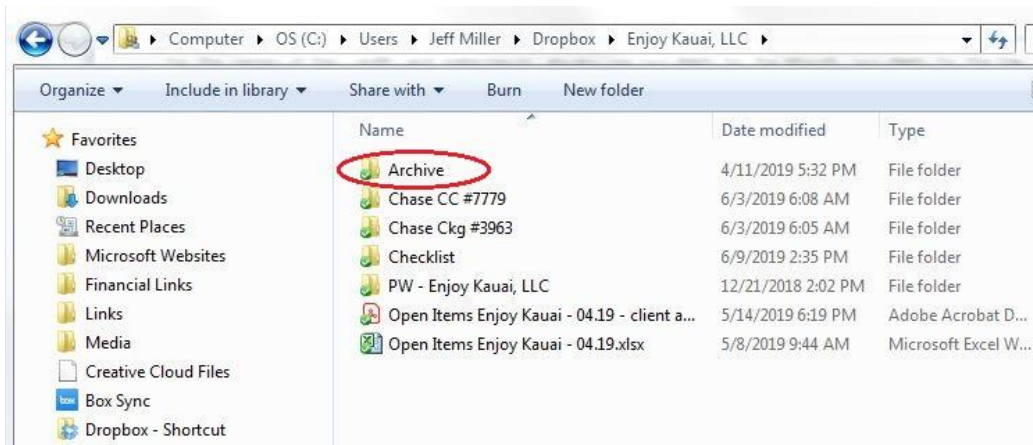 Computer OS (C:) Users Jeff Miller Dropbox Enjoy Kauai, LLC
Organize Include in library Share with Burn New folder
Favorites
Desktop
Downloads
Recent Places
Microsoft Websites
Financial Links
Links
Media
Creative Cloud Files
box Box Sync
Dropbox - Shortcut
Name Date modified Type
Archive 4/11/2019 5:32 PM File folder
Chase CC #7779 6/3/2019 6:08 AM File folder
Chase Ckg #3963 6/3/2019 6:05 AM File folder
Checklist 6/9/2019 2:35 PM File folder
PW - Enjoy Kauai, LLC 12/21/2018 2:02 PM File folder
Open Items Enjoy Kauai - 04.19 - client a... 5/14/2019 6:19 PM Adobe Acrobat D...
Open Items Enjoy Kauai - 04.19.xlsx 5/8/2019 9:44 AM Microsoft Excel W...